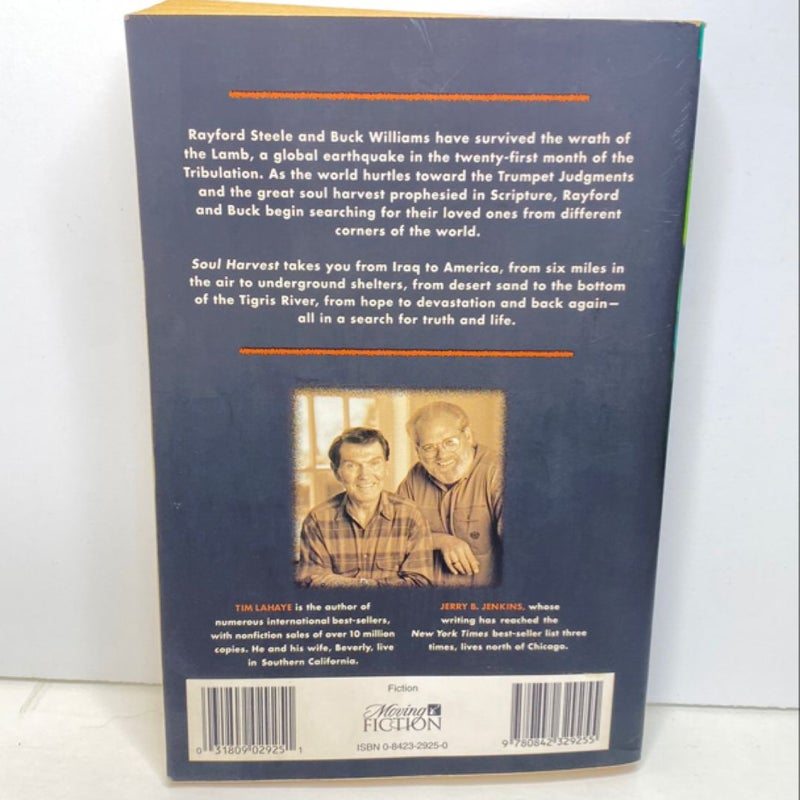 Rayford Steele and Buck Williams have survived the wrath of
the Lamb, a global earthquake in the twenty-first month of the
Tribulation. As the world hurtles toward the Trumpet Judgments
and the great soul harvest prophesied in Scripture, Rayford
and Buck begin searching for their loved ones from different
corners of the world.
Soul Harvest takes you from Iraq to America, from six miles in
the air to underground shelters, from desert sand to the bottom
of the Tigris River, from hope to devastation and back again—
all in a search for truth and life.
TIM LAHAYE is the author of
numerous international best-sellers,
with nonfiction sales of over 10 million
copies. He and his wife, Beverly, live
in Southern California.
JERRY B. JENKINS, whose
writing has reached the
New York Times best-seller list three
times, lives north of Chicago.
Fiction
Moving
FICTION
ISBN 0-8423-2925-0
0 31809 02925 1
9 780842 329255